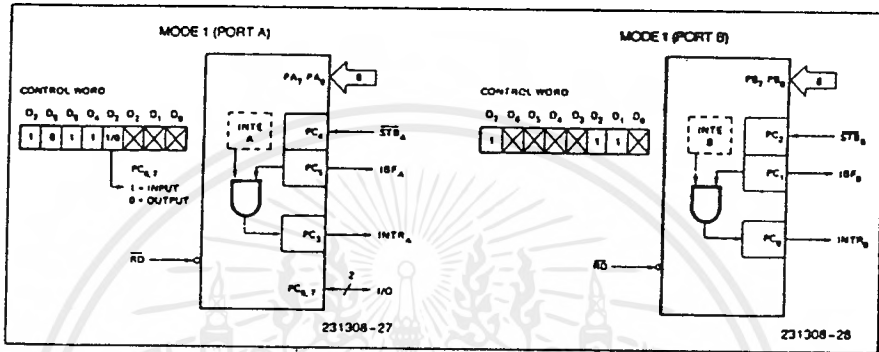 MODE 1 (PORT A)
CONTROL WORD
D7 D6 D5 D4 D3 D2 D1 D0
1 0 1 1 1/0
PC6,7
1 = INPUT
0 = OUTPUT
PA7 PA0
8
INTE
A
PC4
STBA
PC5
IBFA
PC3
INTRA
RD
PC6,7
2
I/O
231308-27
MODE 1 (PORT B)
CONTROL WORD
D7 D6 D5 D4 D3 D2 D1 D0
1 1 1
PB7 PB0
8
INTE
B
PC2
STBB
PC1
IBFB
PC0
INTRB
RD
231308-28